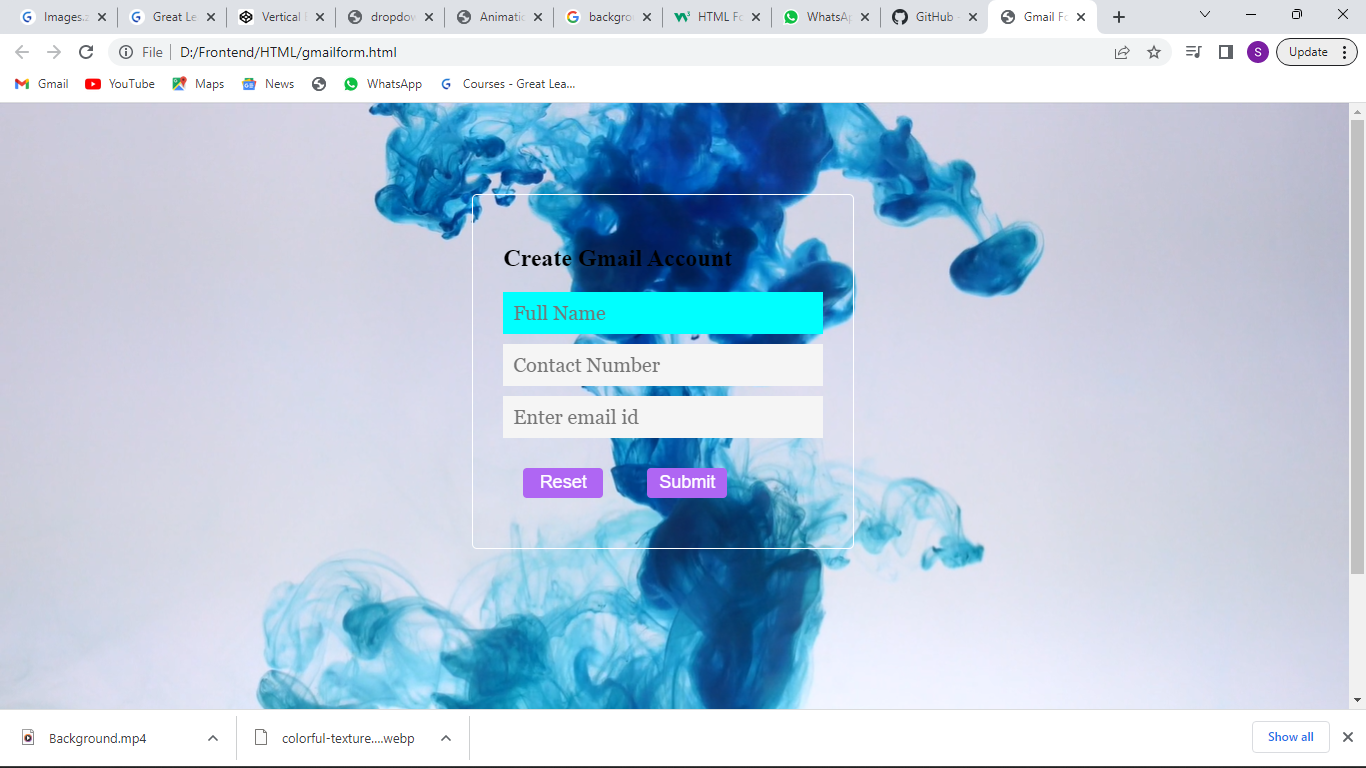 Images.z
Great Le
Vertical
dropdow
Animatic
backgro
HTML Fo
WhatsAp
GitHub
Gmail Fo
File D:/Frontend/HTML/gmailform.html
S
Update
Gmail
YouTube
Maps
News
WhatsApp
Courses - Great Lea...
Create Gmail Account
Full Name
Contact Number
Enter email id
Reset Submit
Background.mp4
colorful-texture....webp
Show all